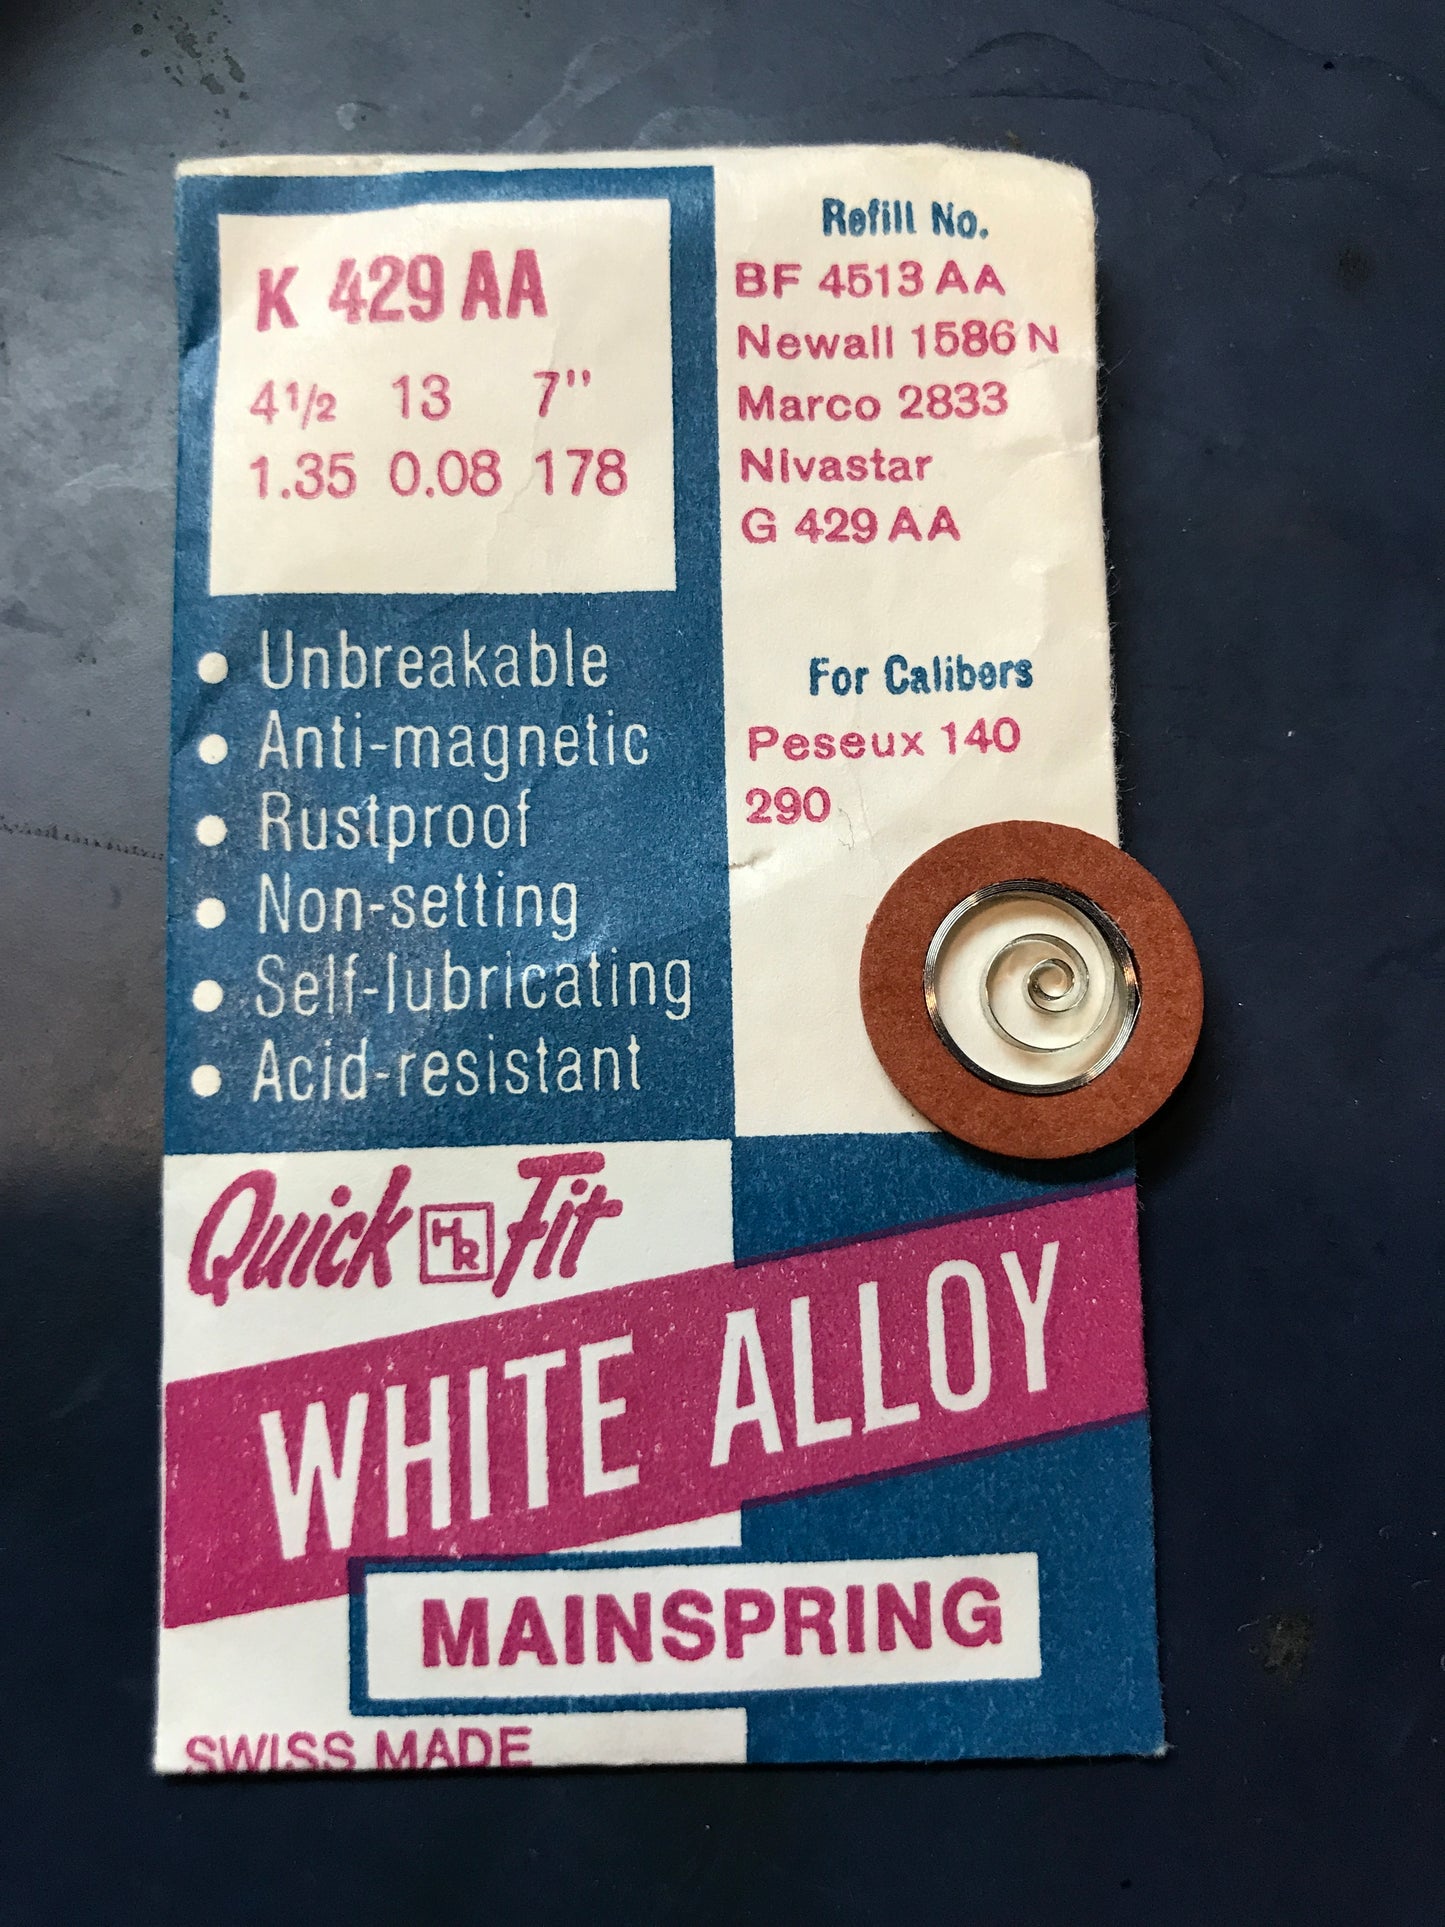 K 429 AA
4 1/2 13 7"
1.35 0.08 178
• Unbreakable
• Anti-magnetic
• Rustproof
• Non-setting
• Self-lubricating
• Acid-resistant
Refill No.
BF 4513 AA
Newall 1586 N
Marco 2833
Nivastar
G 429 AA
For Calibers
Peseux 140
290
Quick HR Fit
WHITE ALLOY
MAINSPRING
SWISS MADE